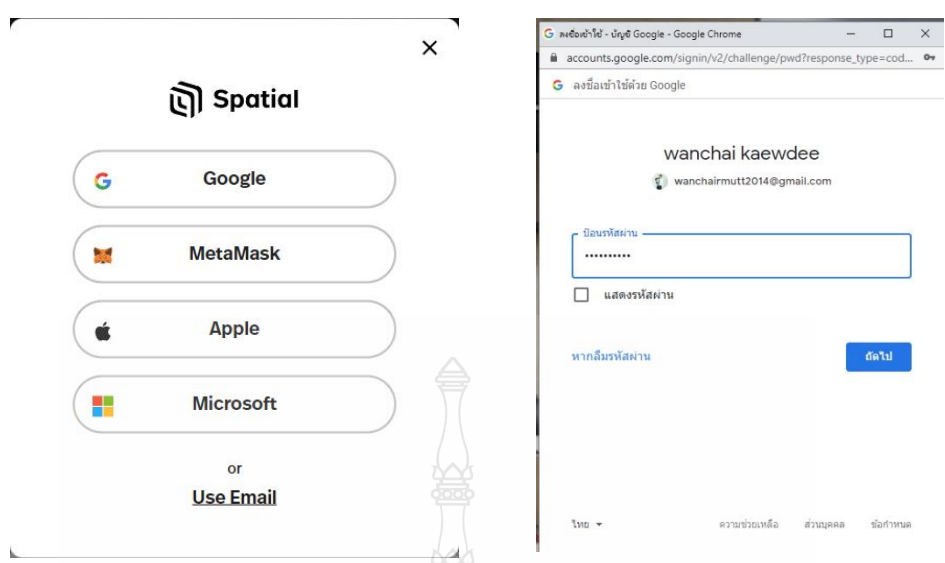 Spatial
Google
MetaMask
Apple
Microsoft
or
Use Email
ลงชื่อเข้าใช้ - บัญชี Google - Google Chrome
accounts.google.com/signin/v2/challenge/pwd?response_type=cod...
ลงชื่อเข้าใช้ด้วย Google
wanchai kaewdee
wanchairmutt2014@gmail.com
ป้อนรหัสผ่าน
••••••••••
แสดงรหัสผ่าน
หากลืมรหัสผ่าน
ถัดไป
ไทย ความช่วยเหลือ ส่วนบุคคล ข้อกำหนด